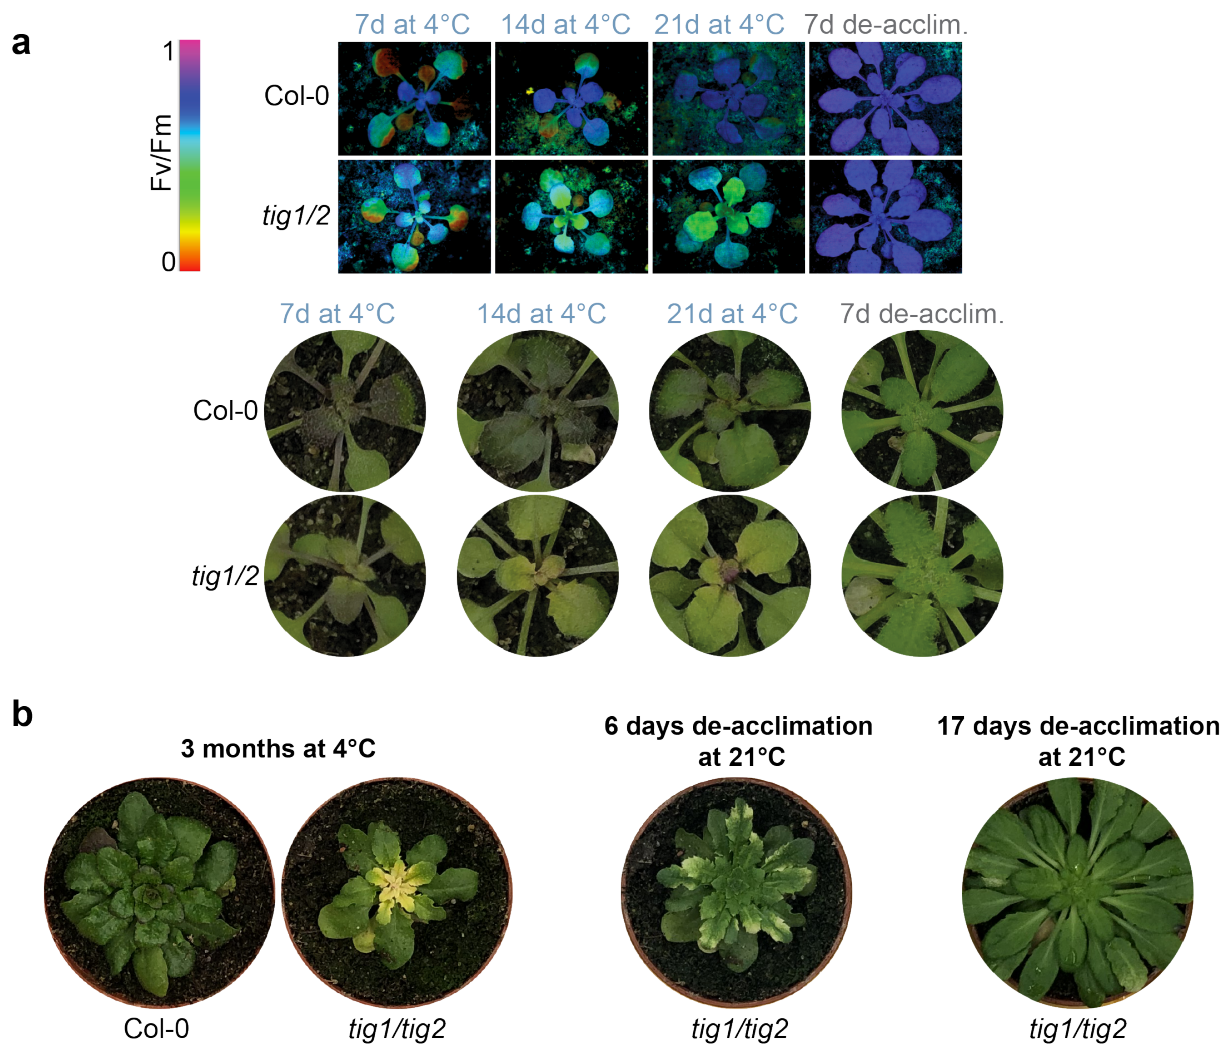 a
7d at 4°C 14d at 4°C 21d at 4°C 7d de-acclim.
1
Fv/Fm
0
Col-0
tig1/2
7d at 4°C 14d at 4°C 21d at 4°C 7d de-acclim.
Col-0
tig1/2
b
3 months at 4°C
6 days de-acclimation
at 21°C
17 days de-acclimation
at 21°C
Col-0 tig1/tig2 tig1/tig2 tig1/tig2